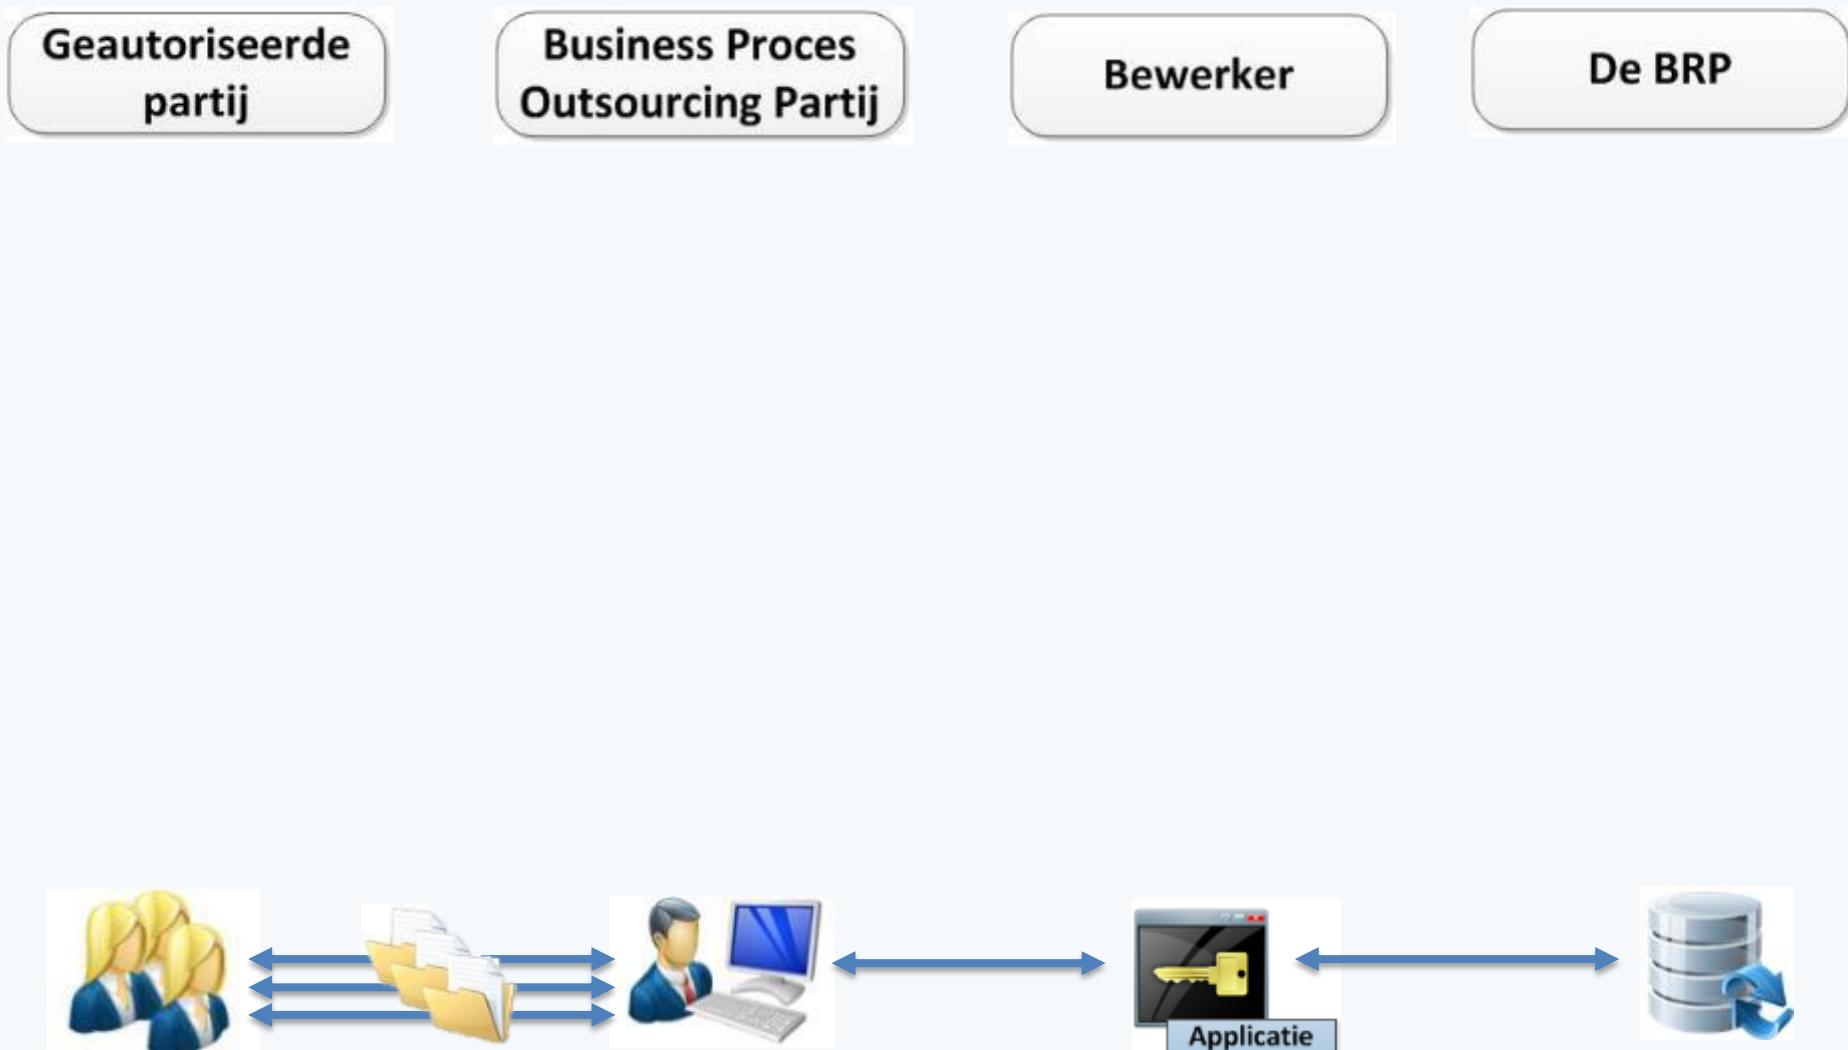 Geautoriseerde
partij
Business Proces
Outsourcing Partij
Bewerker
De BRP
Applicatie